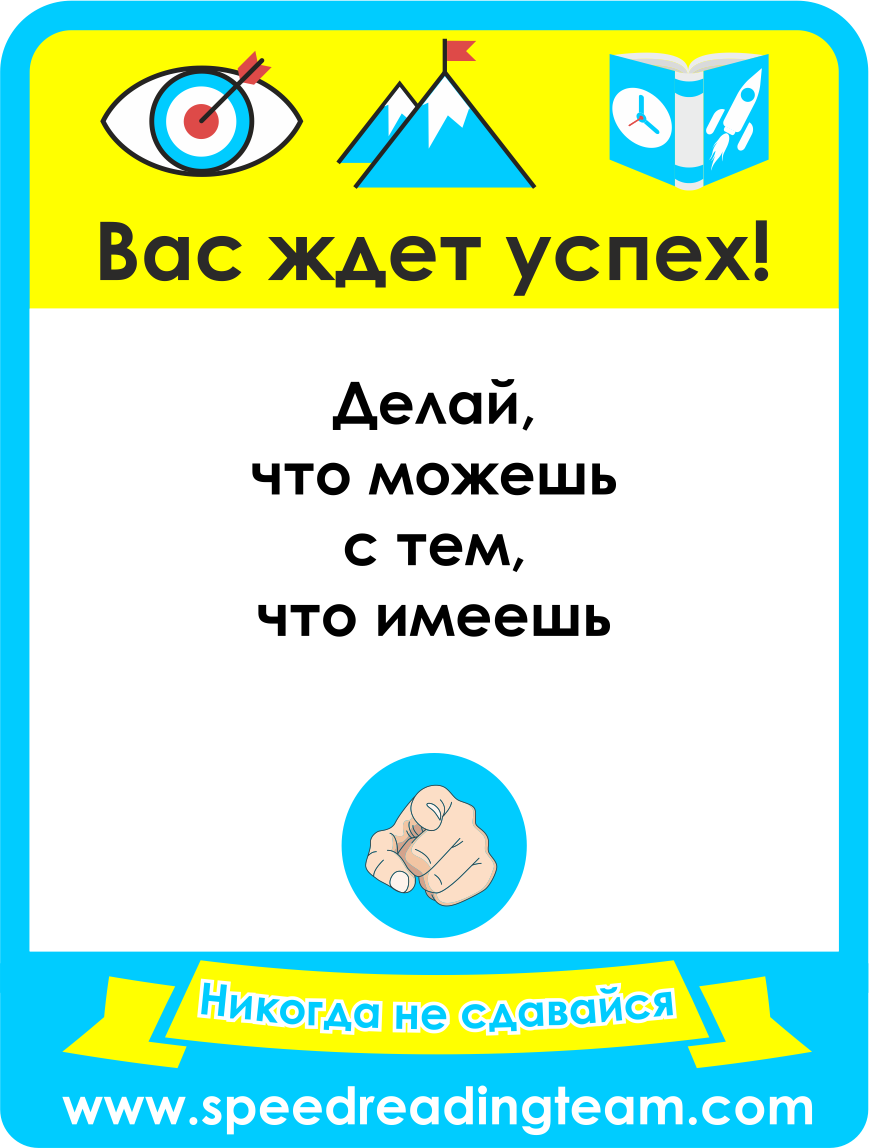 Вас ждет успех!
Делай,
что можешь
с тем,
что имеешь
Никогда не сдавайся
www.speedreadingteam.com